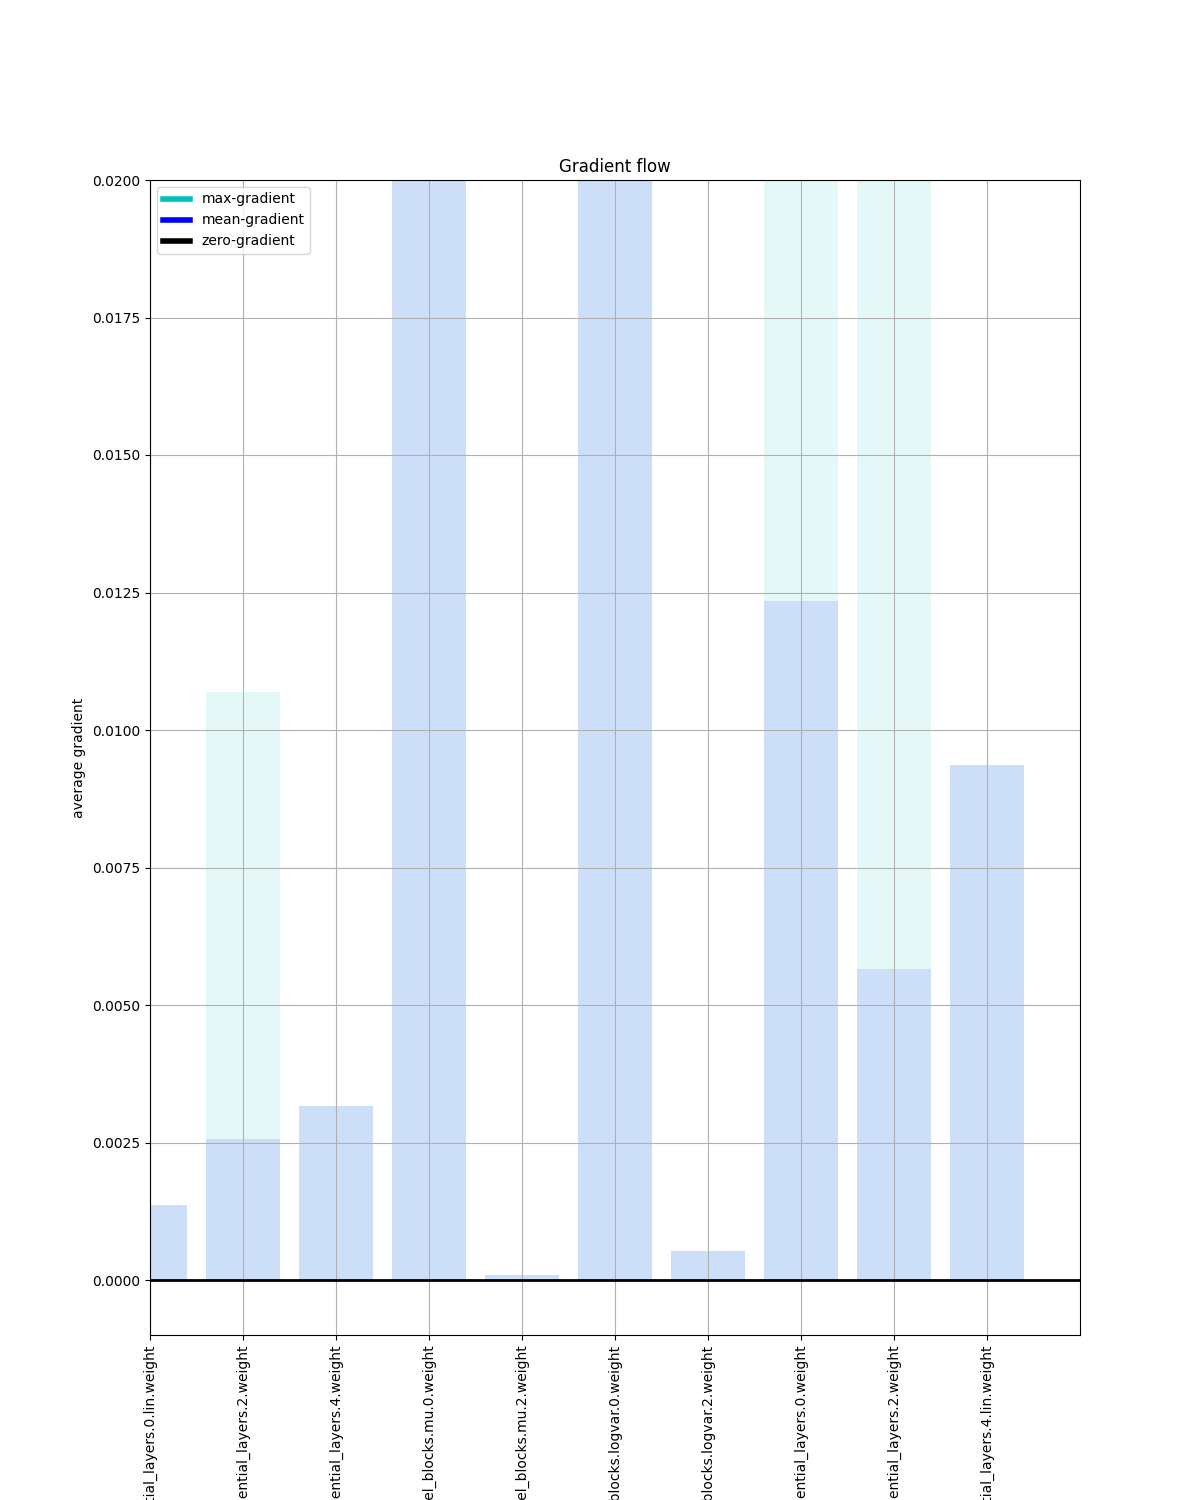 Gradient flow
max-gradient
mean-gradient
zero-gradient
0.0200
0.0175
0.0150
0.0125
0.0100
0.0075
0.0050
0.0025
0.0000
average gradient
tial_layers.0.lin.weight
ential_layers.2.weight
ential_layers.4.weight
el_blocks.mu.0.weight
el_blocks.mu.2.weight
blocks.logvar.0.weight
blocks.logvar.2.weight
ential_layers.0.weight
ential_layers.2.weight
tial_layers.4.lin.weight